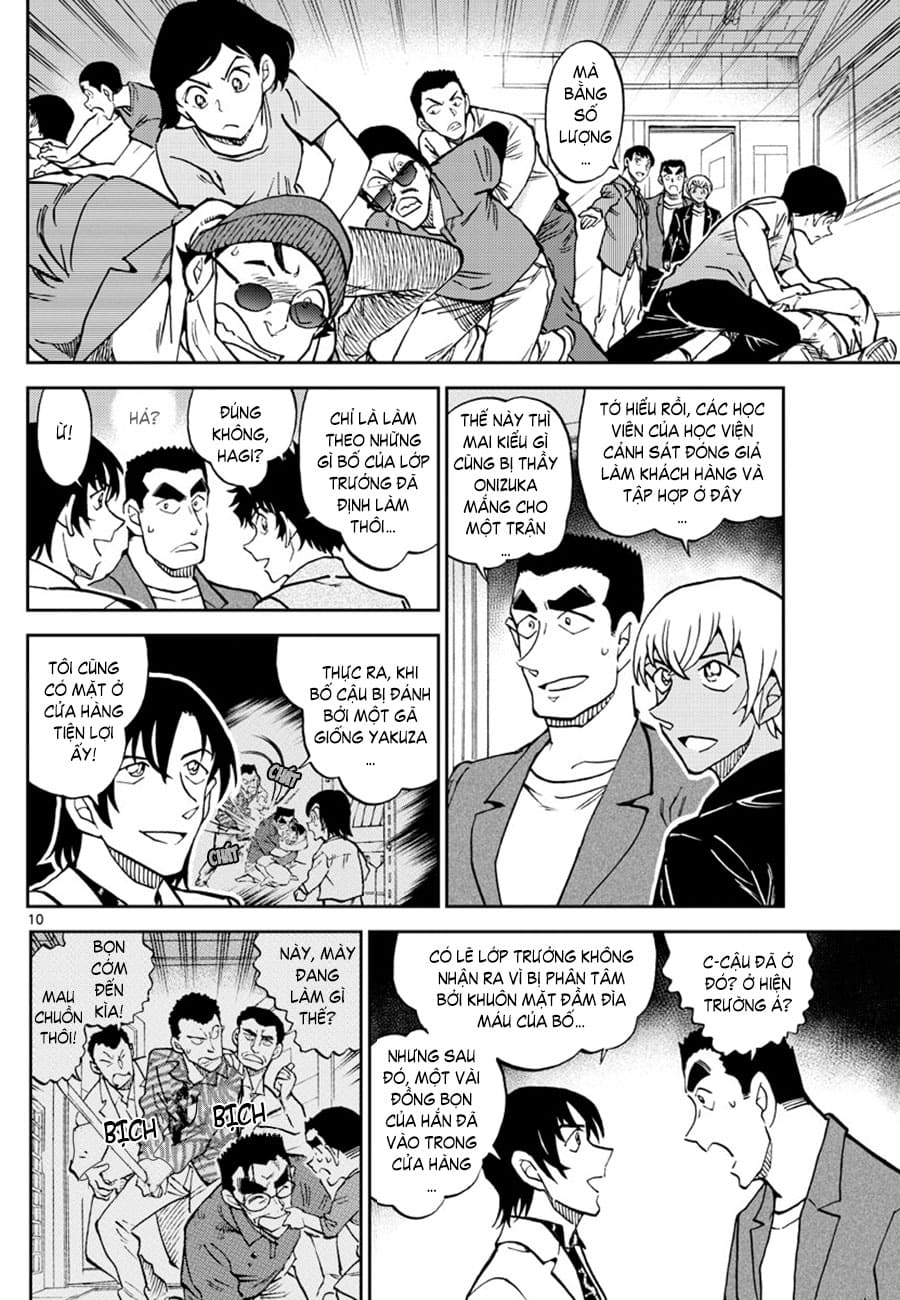 MÀ
BẰNG
SỐ
LƯỢNG
...
TỚ HIỂU RỒI, CÁC HỌC
VIÊN CỦA HỌC VIỆN
CẢNH SÁT ĐÓNG GIẢ
LÀM KHÁCH HÀNG VÀ
TẬP HỢP Ở ĐÂY
...
THẾ NÀY THÌ
MAI KIỂU GÌ
CŨNG BỊ THẦY
ONIZUKA
MẮNG CHO
MỘT TRẬN
...
CHỈ LÀ LÀM
THEO NHỮNG
GÌ BỐ CỦA LỚP
TRƯỞNG ĐÃ
ĐỊNH LÀM
THÔI...
ĐÚNG
KHÔNG,
HAGI?
HẢ?
Ừ!
THỰC RA, KHI
BỐ CẬU BỊ ĐÁNH
BỞI MỘT GÃ
GIỐNG YAKUZA
...
CHÁT
CHÁT
TÔI CŨNG
CÓ MẶT Ở
CỬA HÀNG
TIỆN LỢI
ẤY!
10
C-CẬU ĐÃ Ở
ĐÓ? Ở HIỆN
TRƯỜNG Á?
CÓ LẼ LỚP TRƯỞNG KHÔNG
NHẬN RA VÌ BỊ PHÂN TÂM
BỞI KHUÔN MẶT ĐẦM ĐÌA
MÁU CỦA BỐ...
NHƯNG SAU
ĐÓ, MỘT VÀI
ĐỒNG BỌN
CỦA HẮN ĐÃ
VÀO TRONG
CỬA HÀNG
...
NÀY, MÀY
ĐANG
LÀM GÌ
THẾ?
BỌN
CỚM
ĐẾN
KÌA!
MAU
CHUỒN
THÔI!
BỊCH
BỊCH